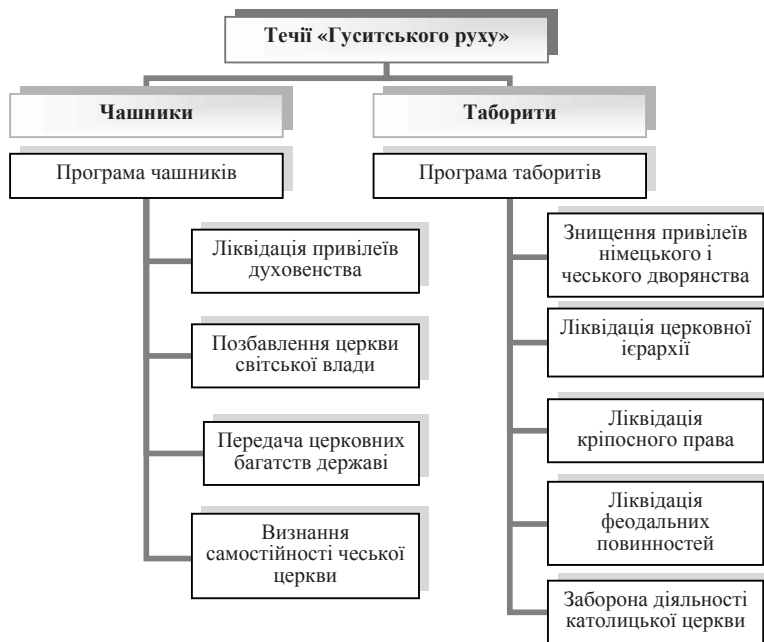 Течії «Гуситського руху»
Чашники
Програма чашників
Ліквідація привілеїв
духовенства
Позбавлення церкви
світської влади
Передача церковних
багатств державі
Визнання
самостійності чеської
церкви
Таборити
Програма таборитів
Знищення привілеїв
німецького і
чеського дворянства
Ліквідація церковної
ієрархії
Ліквідація
кріпосного права
Ліквідація
феодальних
повинностей
Заборона діяльності
католицької церкви